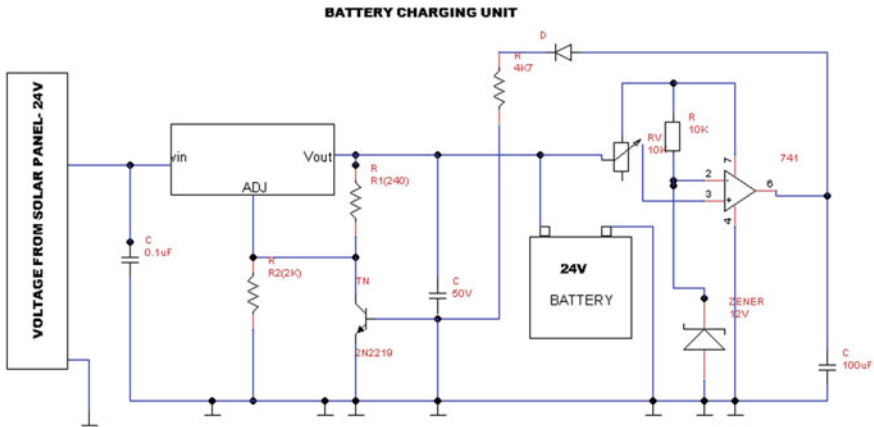 BATTERY CHARGING UNIT
VOLTAGE FROM SOLAR PANEL- 24V
C
0.1uF
vin
Vout
ADJ
R
R1(240)
R
R2(2K)
TN
2N2219
C
50V
R
4k7
D
24V
BATTERY
RV
10K
R
10K
741
7
2
-
3
+
6
4
ZENER
12V
C
100uF